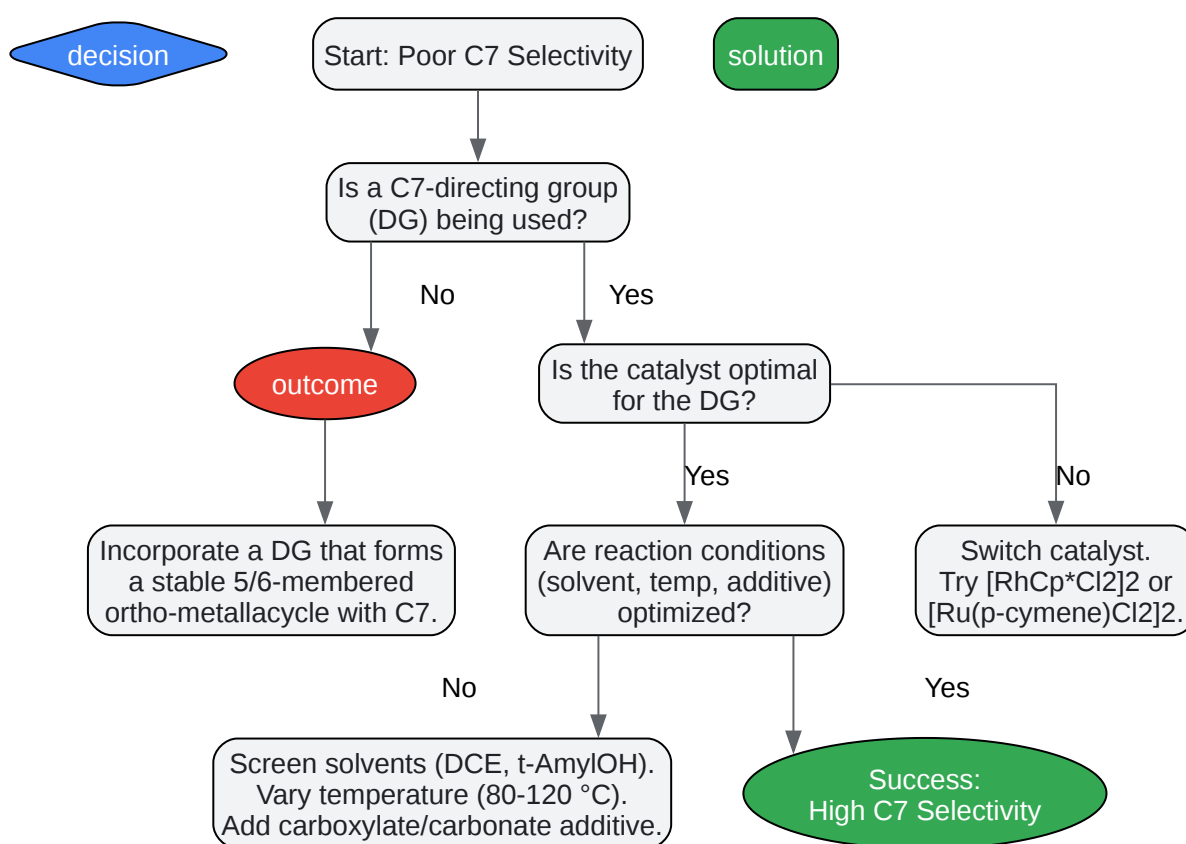 decision
Start: Poor C7 Selectivity
solution
Is a C7-directing group
(DG) being used?
No
Yes
outcome
Is the catalyst optimal
for the DG?
Yes
No
Incorporate a DG that forms
a stable 5/6-membered
ortho-metallacycle with C7.
Are reaction conditions
(solvent, temp, additive)
optimized?
Switch catalyst.
Try [RhCp*Cl2]2 or
[Ru(p-cymene)Cl2]2.
No
Yes
Screen solvents (DCE, t-AmylOH).
Vary temperature (80-120 °C).
Add carboxylate/carbonate additive.
Success:
High C7 Selectivity